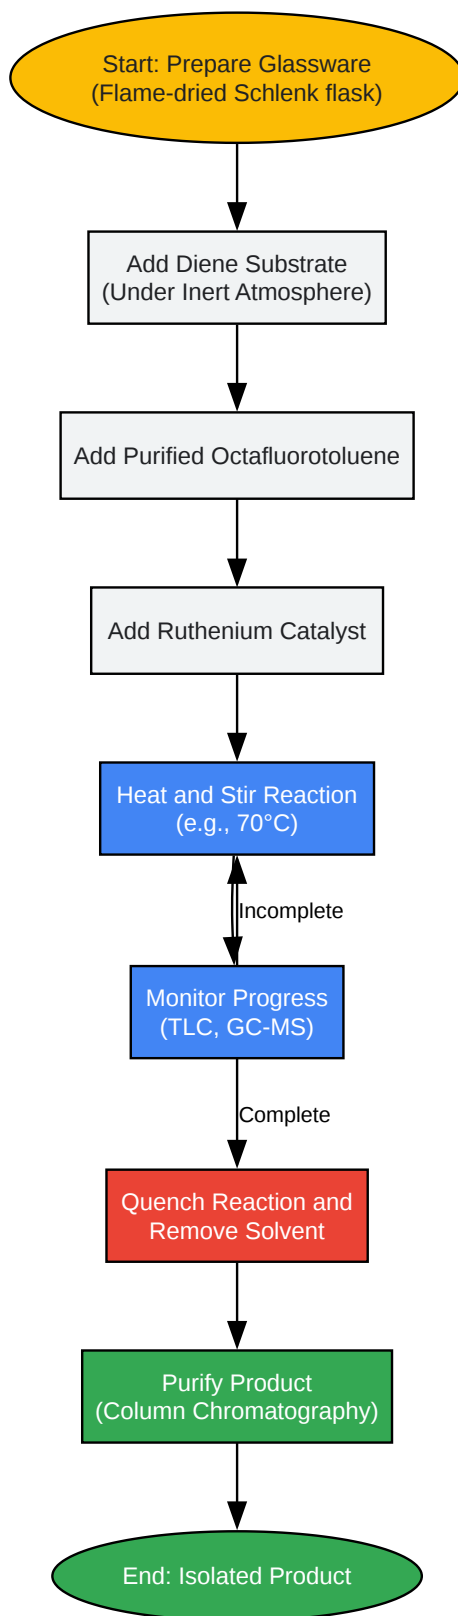 Start: Prepare Glassware
(Flame-dried Schlenk flask)
Add Diene Substrate
(Under Inert Atmosphere)
Add Purified Octafluorotoluene
Add Ruthenium Catalyst
Heat and Stir Reaction
(e.g., 70°C)
Incomplete
Monitor Progress
(TLC, GC-MS)
Complete
Quench Reaction and
Remove Solvent
Purify Product
(Column Chromatography)
End: Isolated Product